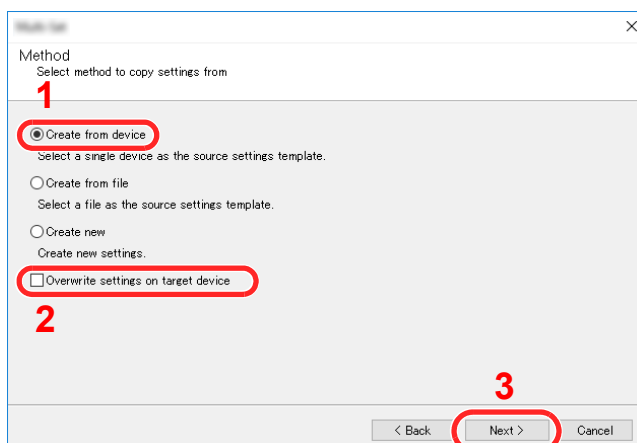 Method
Select method to copy settings from
1
Create from device
Select a single device as the source settings template.
Create from file
Select a file as the source settings template.
Create new
Create new settings.
Overwrite settings on target device
2
3
< Back Next > Cancel